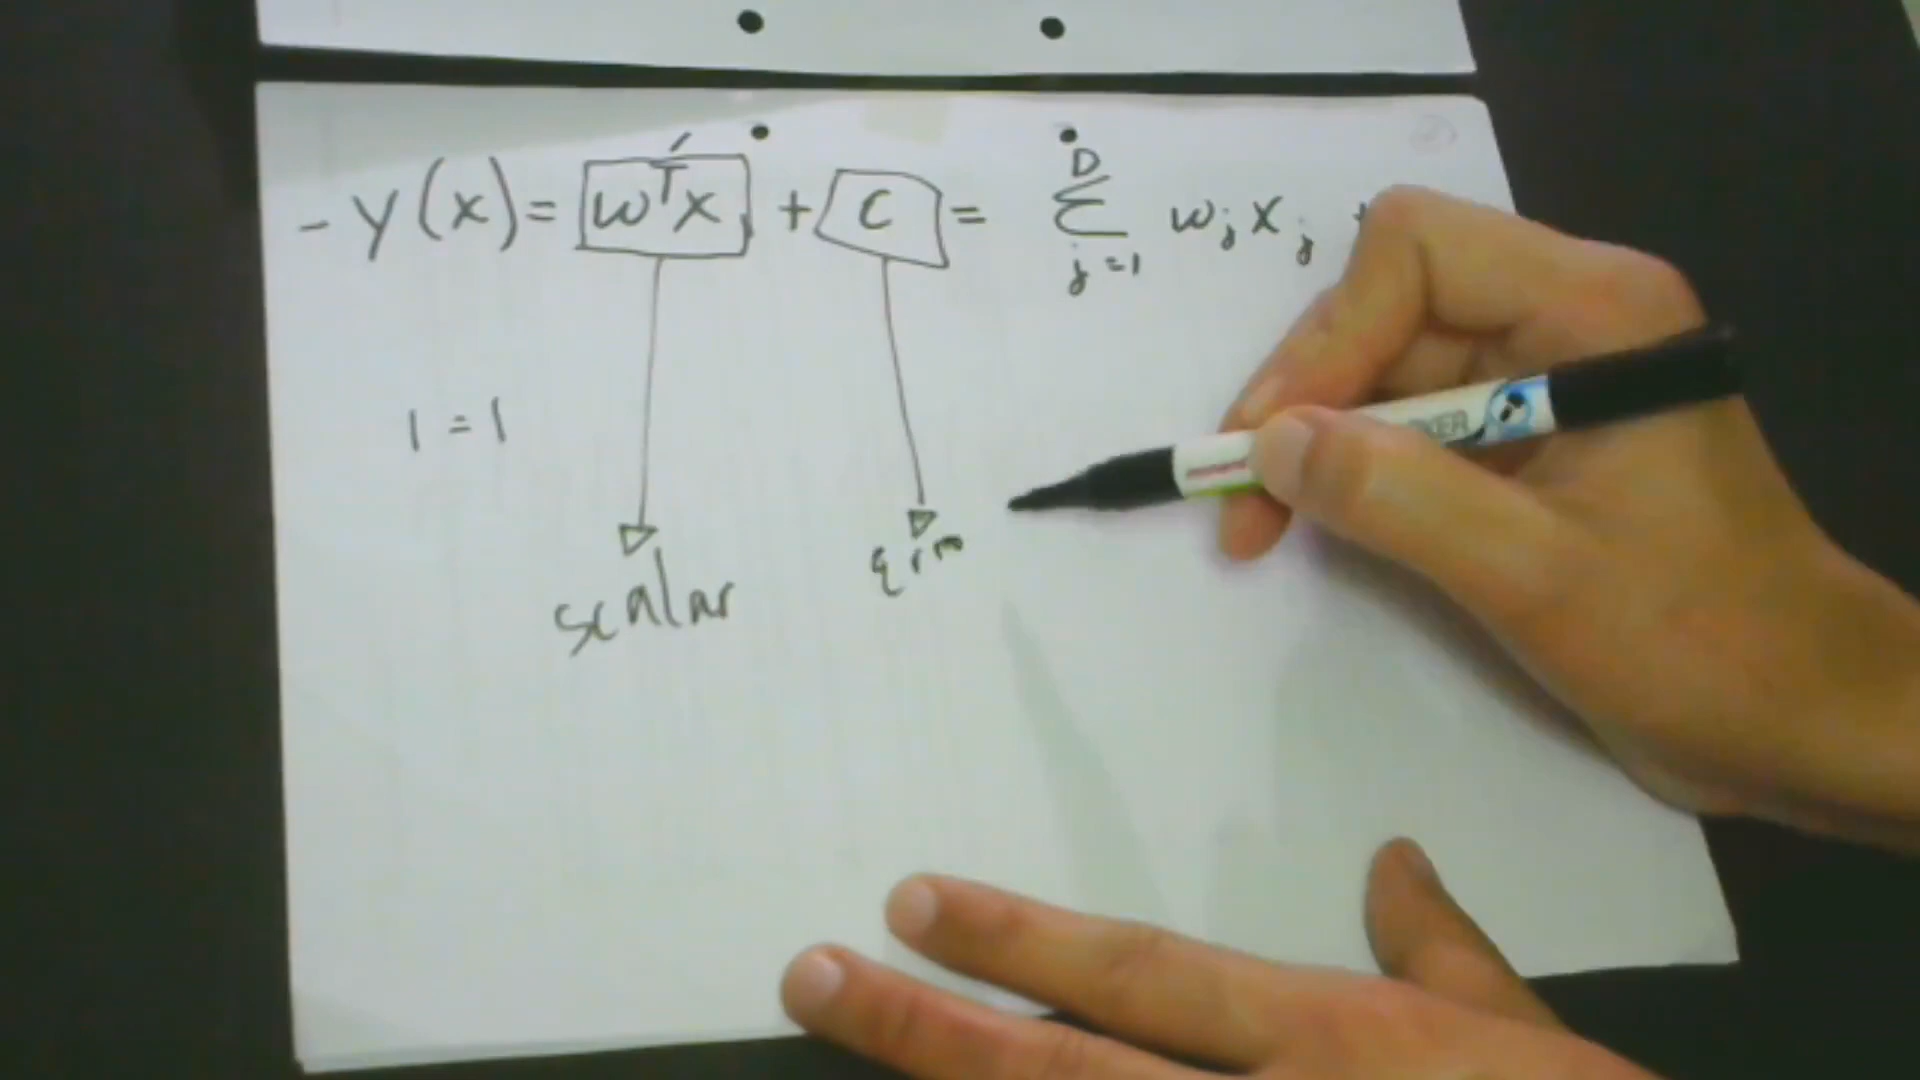 - y(x) = wᵀx + c = Σ_{j=1}^{D} w_j x_j +
1 = 1
scalar